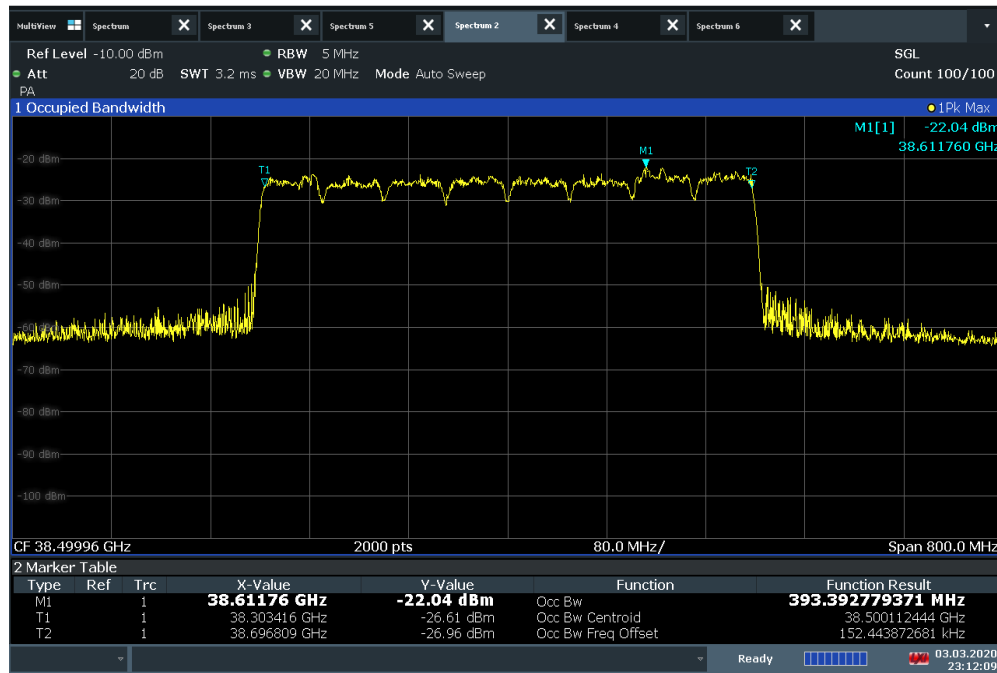 MultiView Spectrum X Spectrum 3 X Spectrum 5 X Spectrum 2 X Spectrum 4 X Spectrum 6 X
Ref Level -10.00 dBm RBW 5 MHz SGL
Att 20 dB SWT 3.2 ms VBW 20 MHz Mode Auto Sweep Count 100/100
PA
1 Occupied Bandwidth 1Pk Max
M1[1] -22.04 dBm
38.611760 GHz
M1
-20 dBm
T1 T2
-30 dBm
-40 dBm
-50 dBm
-60 dBm
-70 dBm
-80 dBm
-90 dBm
-100 dBm
CF 38.49996 GHz 2000 pts 80.0 MHz/ Span 800.0 MHz
2 Marker Table
Type Ref Trc X-Value Y-Value Function Function Result
M1 1 38.61176 GHz -22.04 dBm Occ Bw 393.392779371 MHz
T1 1 38.303416 GHz -26.61 dBm Occ Bw Centroid 38.500112444 GHz
T2 1 38.696809 GHz -26.96 dBm Occ Bw Freq Offset 152.443872681 kHz
Ready 03.03.2020
23:12:09